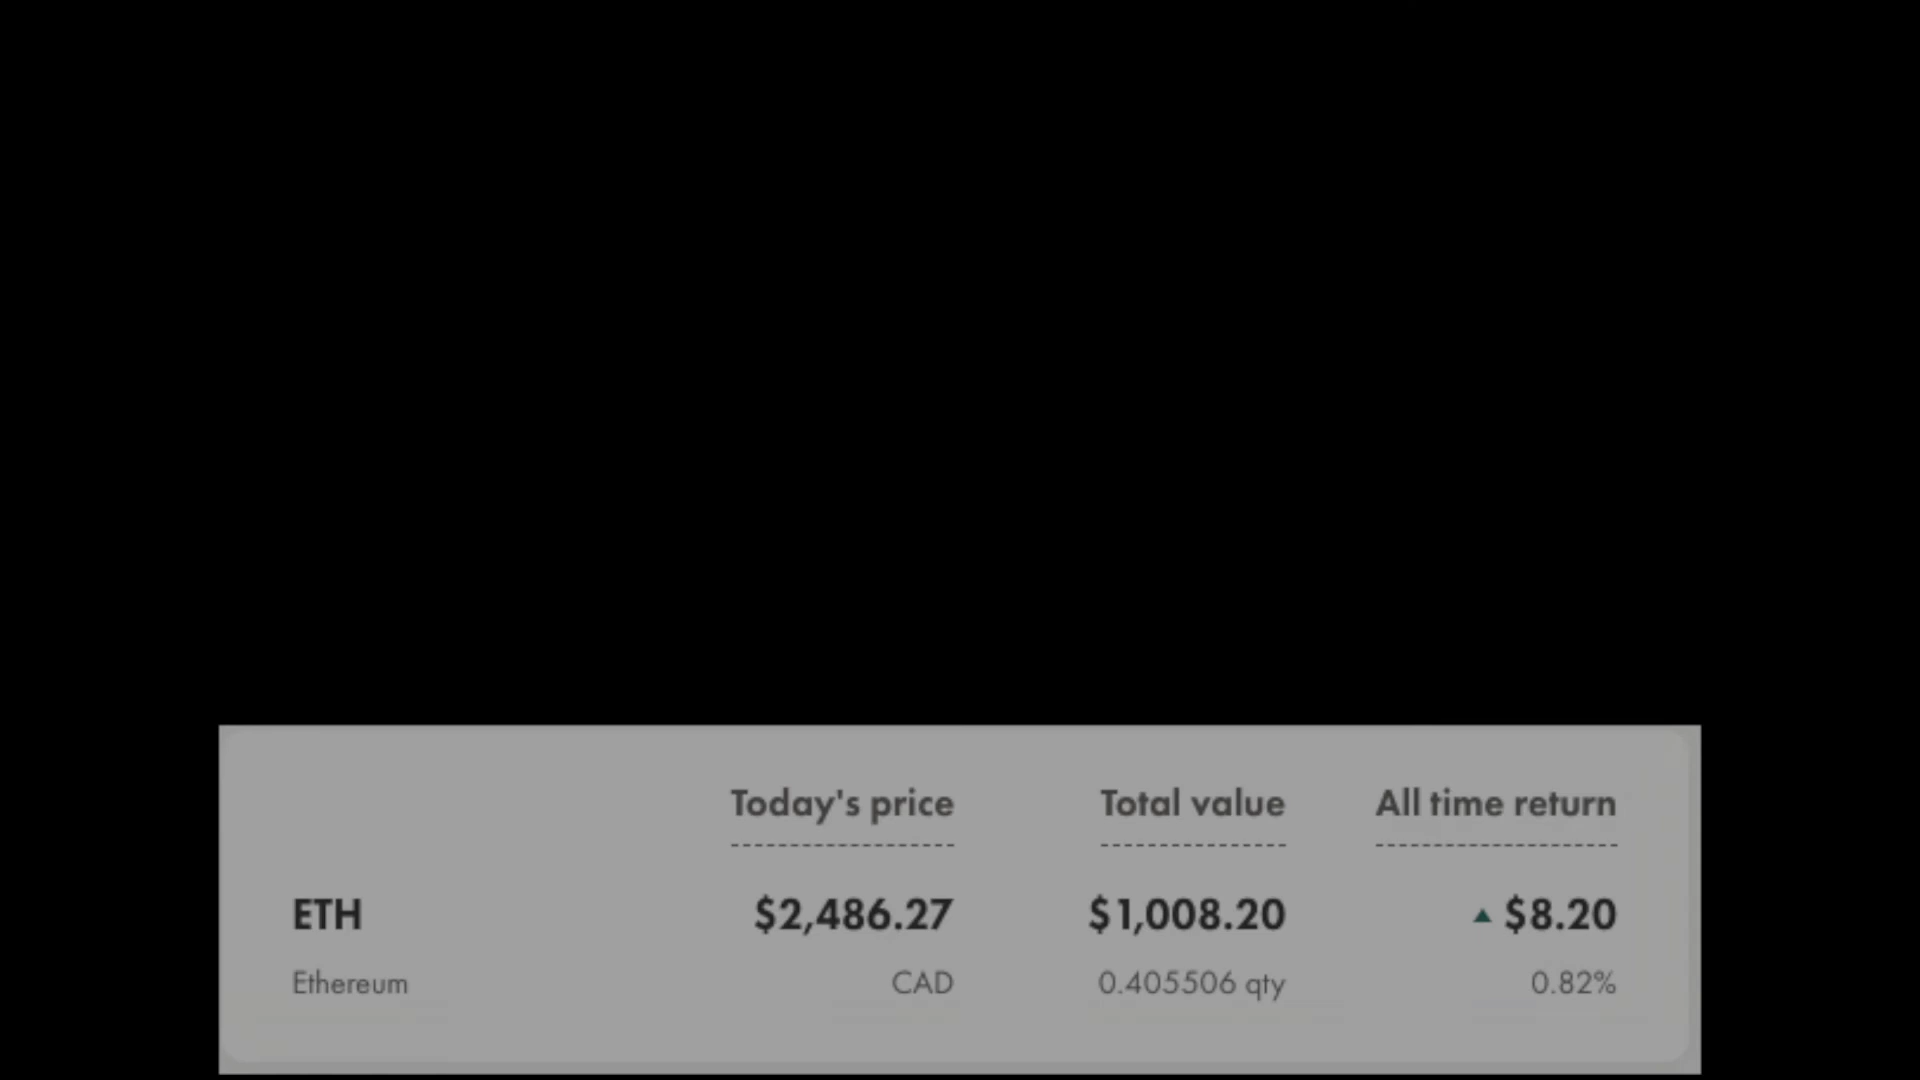 Today's price Total value All time return
ETH $2,486.27 $1,008.20 ▲ $8.20
Ethereum CAD 0.405506 qty 0.82%